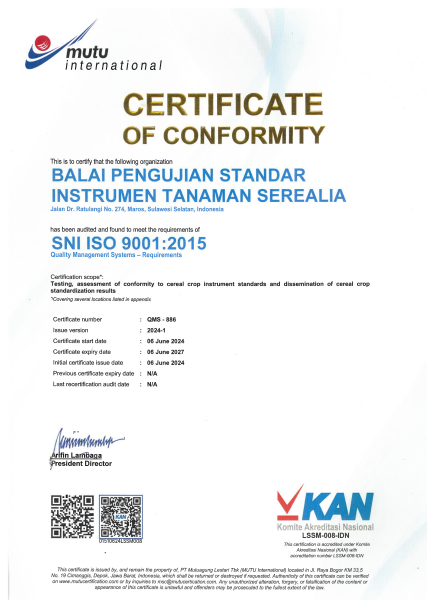 mutu
international
CERTIFICATE
OF CONFORMITY
This is to certify that the following organization
BALAI PENGUJIAN STANDAR
INSTRUMEN TANAMAN SEREALIA
Jalan Dr. Ratulangi No. 274, Maros, Sulawesi Selatan, Indonesia
has been audited and found to meet the requirements of
SNI ISO 9001:2015
Quality Management Systems – Requirements
Certification scope*:
Testing, assessment of conformity to cereal crop instrument standards and dissemination of cereal crop
standardization results
*Covering several locations listed in appendix
Certificate number : QMS - 886
Issue version : 2024-1
Certificate start date : 06 June 2024
Certificate expiry date : 06 June 2027
Initial certificate issue date : 06 June 2024
Previous certificate expiry date : N/A
Last recertification audit date : N/A
Arifin Lambaga
President Director
KAN
01510624LSSM008
KAN
Komite Akreditasi Nasional
LSSM-008-IDN
This certification is accredited under Komite
Akreditasi Nasional (KAN) with
accreditation number LSSM-008-IDN
This certificate is issued by, and remain the property of, PT Mutuagung Lestari Tbk (MUTU International) located in Jl. Raya Bogor KM 33,5
No. 19 Cimanggis, Depok, Jawa Barat, Indonesia, which shall be returned or destroyed if requested. Authenticity of this certificate can be verified
on www.mutucertification.com or by inquiries to msc@mutucertification.com. Any unauthorized alteration, forgery, or falsification of the content or
appearance of this certificate is unlawful and offenders may be prosecuted to the fullest extent of the law.